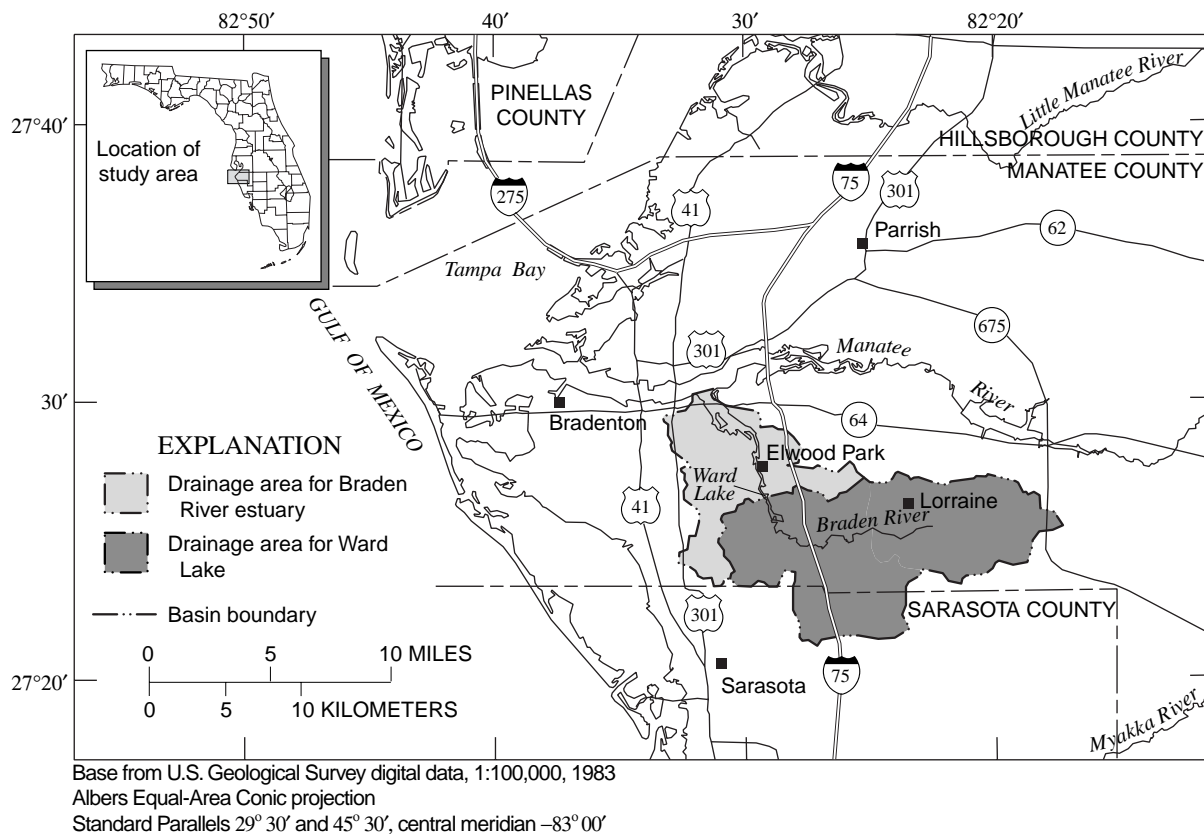 82° 50′
40′
30′
82° 20′
27° 40′
30′
27° 20′
Location of
study area
PINELLAS
COUNTY
Little Manatee River
HILLSBOROUGH COUNTY
MANATEE COUNTY
275
41
75
301
Parrish
62
Tampa Bay
GULF OF MEXICO
675
301
Manatee
River
Bradenton
64
Elwood Park
Ward
Lake
Lorraine
Braden River
41
301
SARASOTA COUNTY
Sarasota
75
Myakka River
EXPLANATION
Drainage area for Braden
River estuary
Drainage area for Ward
Lake
Basin boundary
0 5 10 MILES
0 5 10 KILOMETERS
Base from U.S. Geological Survey digital data, 1:100,000, 1983
Albers Equal-Area Conic projection
Standard Parallels 29° 30′ and 45° 30′, central meridian –83° 00′